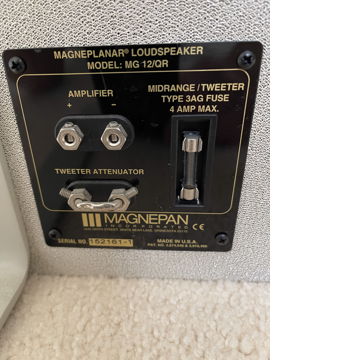 MAGNEPLANAR® LOUDSPEAKER
MODEL: MG 12/QR
AMPLIFIER
+ −
MIDRANGE / TWEETER
TYPE 3AG FUSE
4 AMP MAX.
TWEETER ATTENUATOR
MAGNEPAN
INCORPORATED CE
SERIAL NO. 152161-1
MADE IN U.S.A.